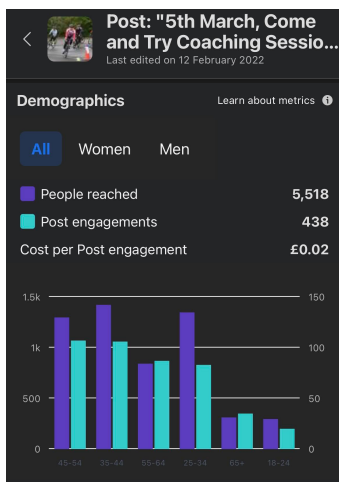 Post: "5th March, Come
and Try Coaching Sessio...
Last edited on 12 February 2022
Demographics
Learn about metrics
All
Women
Men
People reached 5,518
Post engagements 438
Cost per Post engagement £0.02
1.5k 150
1k 100
500 50
0 0
45-54 35-44 55-64 25-34 65+ 18-24